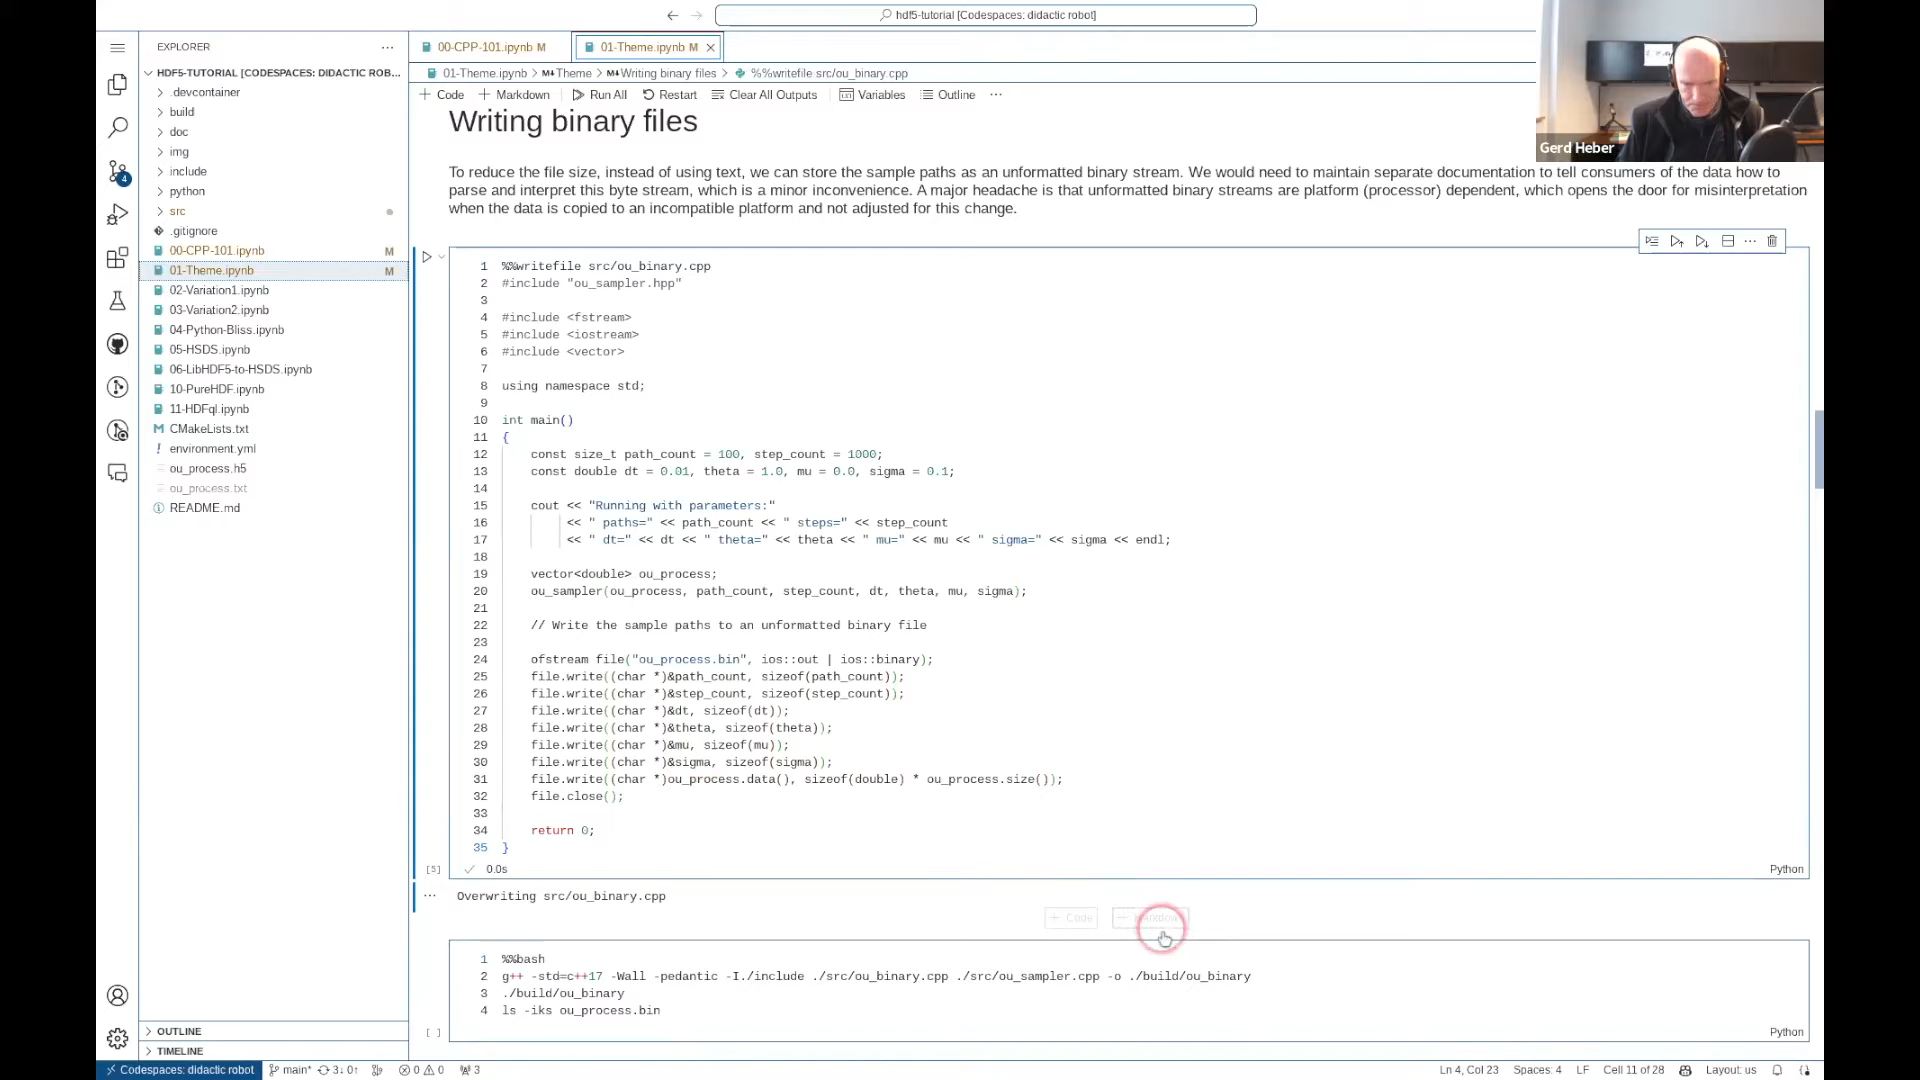 hdf5-tutorial [Codespaces: didactic robot]
EXPLORER
00-CPP-101.ipynb M
01-Theme.ipynb M
HDF5-TUTORIAL [CODESPACES: DIDACTIC ROB...
01-Theme.ipynb > M↓Theme > M↓Writing binary files > %%writefile src/ou_binary.cpp
+ Code + Markdown Run All Restart Clear All Outputs Variables Outline ...
.devcontainer
build
doc
img
include
python
src
.gitignore
00-CPP-101.ipynb M
01-Theme.ipynb M
02-Variation1.ipynb
03-Variation2.ipynb
04-Python-Bliss.ipynb
05-HSDS.ipynb
06-LibHDF5-to-HSDS.ipynb
10-PureHDF.ipynb
11-HDFql.ipynb
CMakeLists.txt
environment.yml
ou_process.h5
ou_process.txt
README.md
4
OUTLINE
TIMELINE
Gerd Heber
Writing binary files
To reduce the file size, instead of using text, we can store the sample paths as an unformatted binary stream. We would need to maintain separate documentation to tell consumers of the data how to
parse and interpret this byte stream, which is a minor inconvenience. A major headache is that unformatted binary streams are platform (processor) dependent, which opens the door for misinterpretation
when the data is copied to an incompatible platform and not adjusted for this change.
1 %%writefile src/ou_binary.cpp
2 #include "ou_sampler.hpp"
3
4 #include <fstream>
5 #include <iostream>
6 #include <vector>
7
8 using namespace std;
9
10 int main()
11 {
12 const size_t path_count = 100, step_count = 1000;
13 const double dt = 0.01, theta = 1.0, mu = 0.0, sigma = 0.1;
14
15 cout << "Running with parameters:"
16 << " paths=" << path_count << " steps=" << step_count
17 << " dt=" << dt << " theta=" << theta << " mu=" << mu << " sigma=" << sigma << endl;
18
19 vector<double> ou_process;
20 ou_sampler(ou_process, path_count, step_count, dt, theta, mu, sigma);
21
22 // Write the sample paths to an unformatted binary file
23
24 ofstream file("ou_process.bin", ios::out | ios::binary);
25 file.write((char *)&path_count, sizeof(path_count));
26 file.write((char *)&step_count, sizeof(step_count));
27 file.write((char *)&dt, sizeof(dt));
28 file.write((char *)&theta, sizeof(theta));
29 file.write((char *)&mu, sizeof(mu));
30 file.write((char *)&sigma, sizeof(sigma));
31 file.write((char *)ou_process.data(), sizeof(double) * ou_process.size());
32 file.close();
33
34 return 0;
35 }
[5] 0.0s Python
Overwriting src/ou_binary.cpp
+ Code
1 %%bash
2 g++ -std=c++17 -Wall -pedantic -I./include ./src/ou_binary.cpp ./src/ou_sampler.cpp -o ./build/ou_binary
3 ./build/ou_binary
4 ls -iks ou_process.bin
[ ] Python
Codespaces: didactic robot main* 3↓ 0↑ 0 0 3 Ln 4, Col 23 Spaces: 4 LF Cell 11 of 28 Layout: us